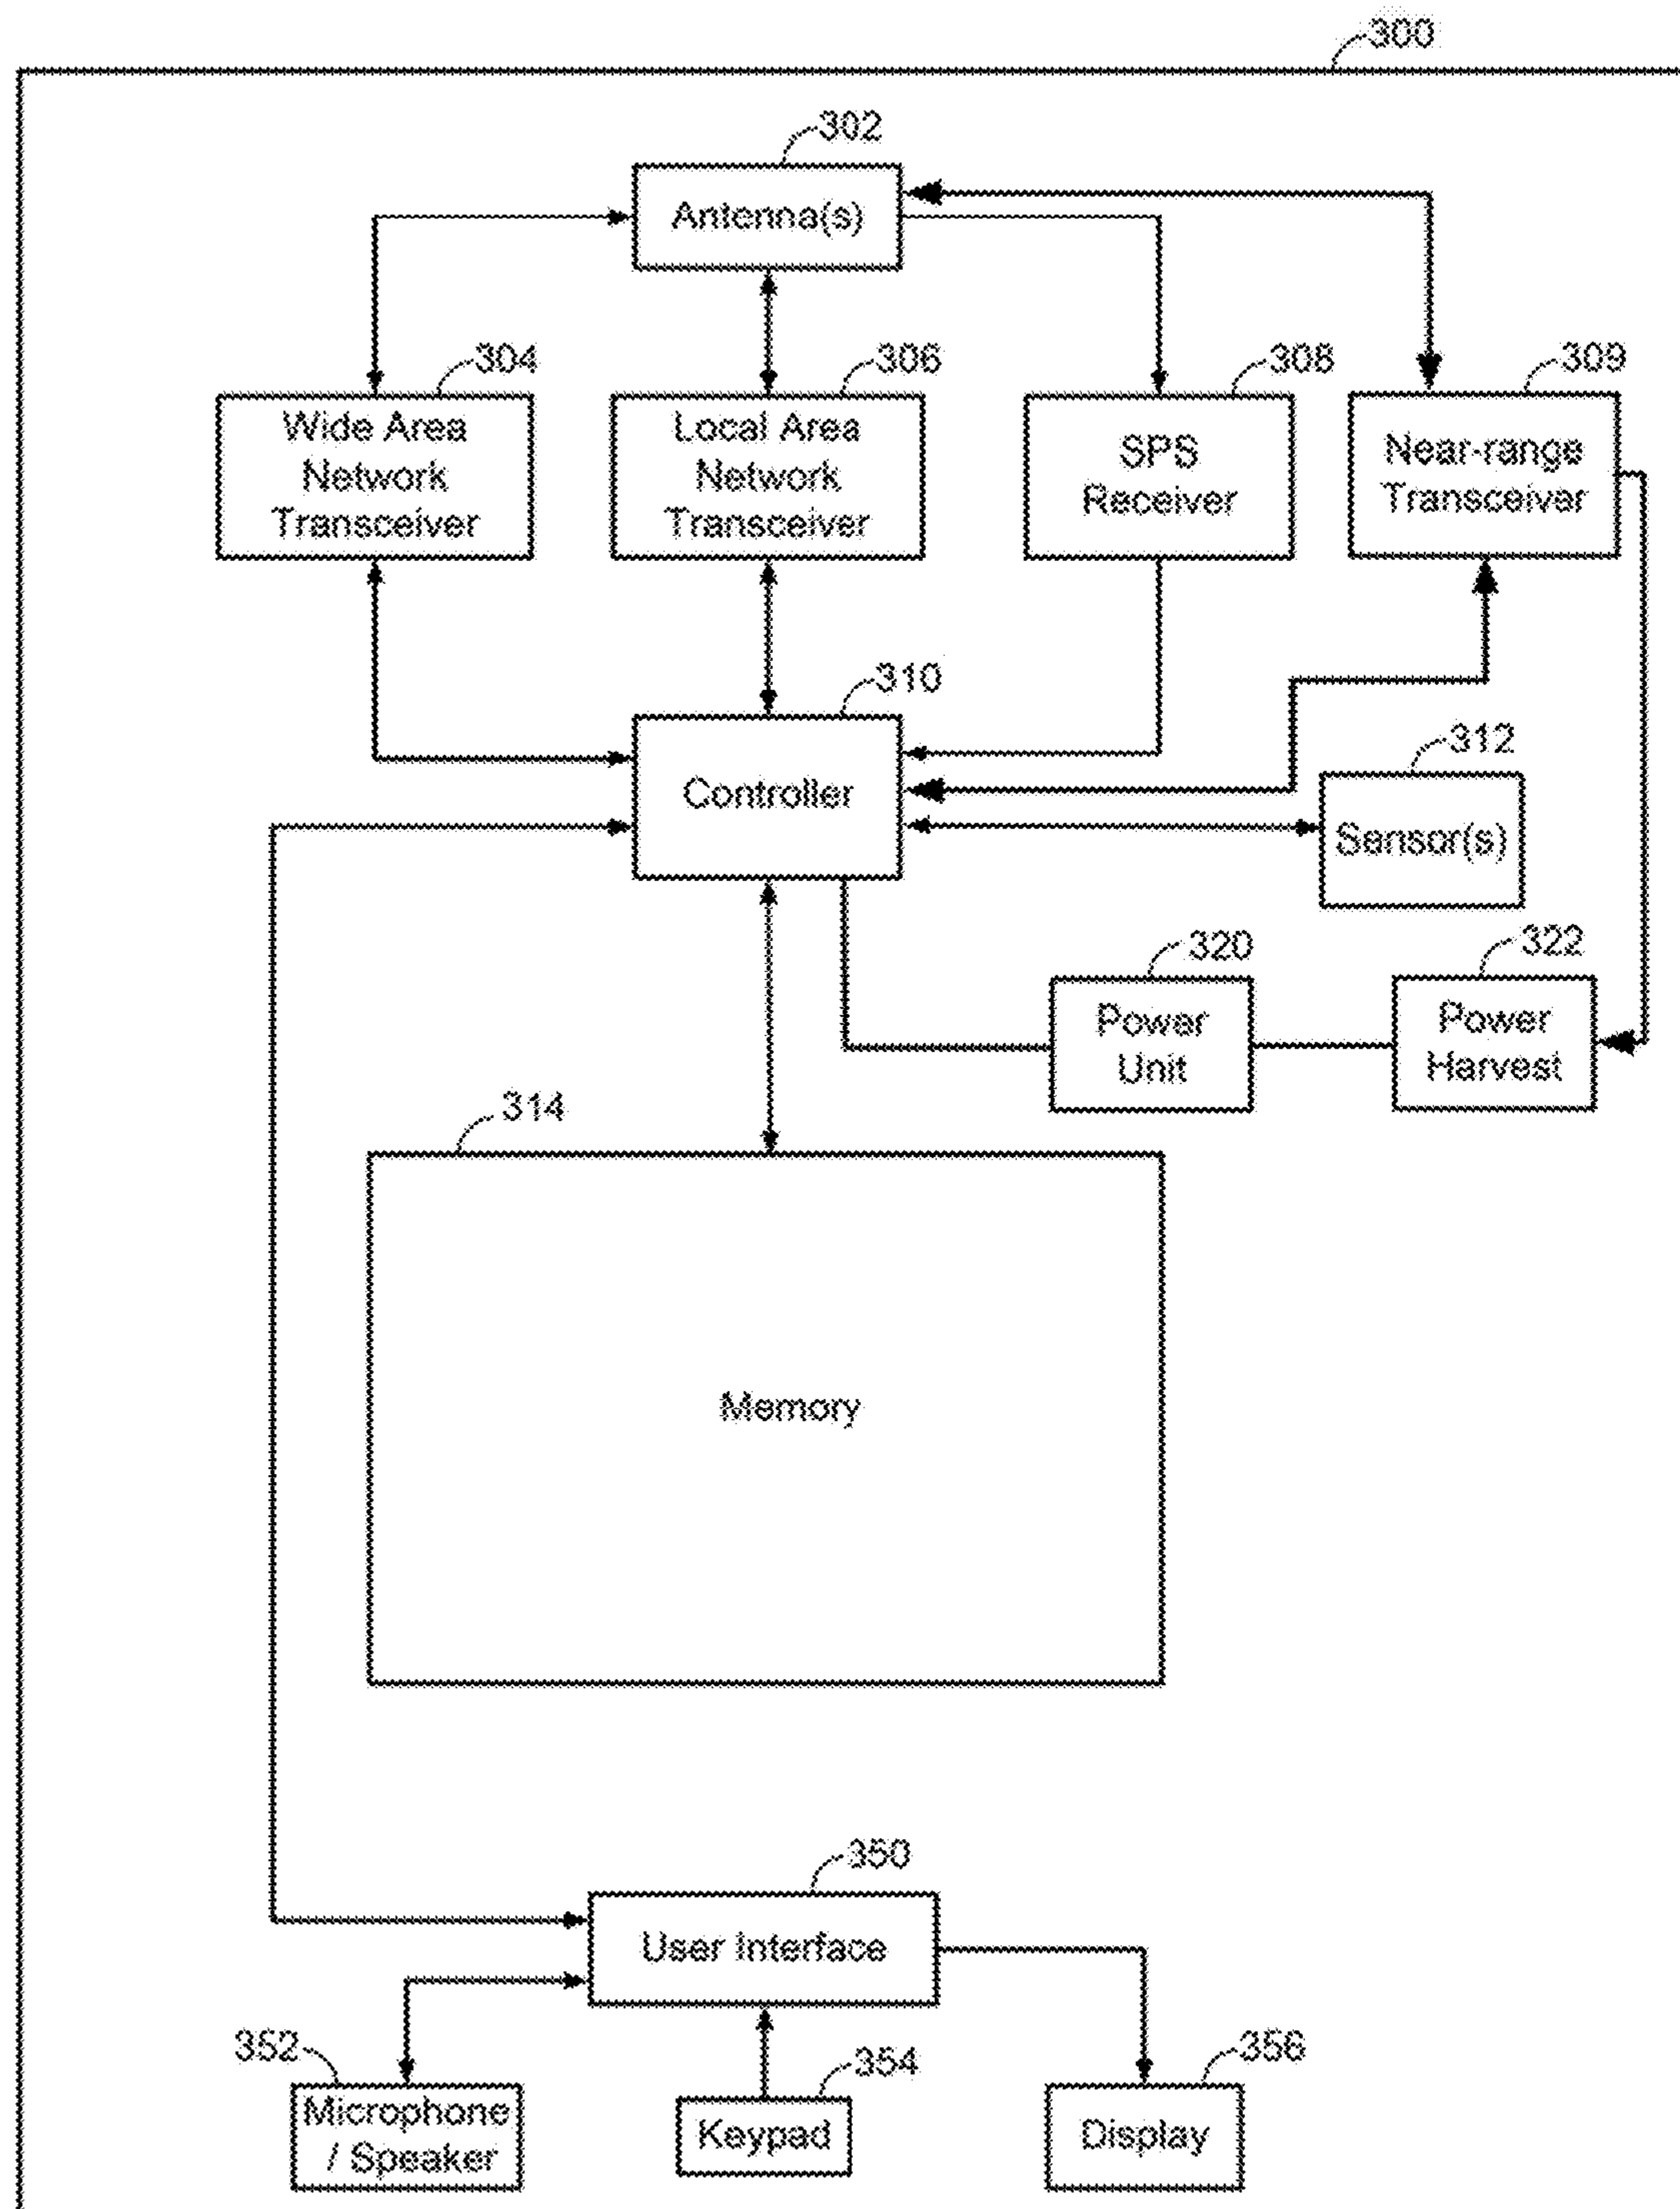 300
302
Antenna(s)
304
306
308
309
Wide Area
Network
Transceiver
Local Area
Network
Transceiver
SPS
Receiver
Near-range
Transceiver
310
Controller
312
Sensor(s)
320
Power
Unit
322
Power
Harvest
314
Memory
350
User Interface
352
Microphone
/ Speaker
354
Keypad
356
Display